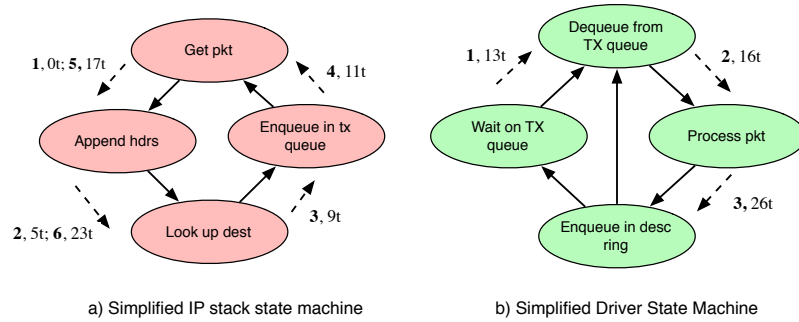 Get pkt
1, 0t; 5, 17t
4, 11t
Append hdrs
Enqueue in tx
queue
2, 5t; 6, 23t
3, 9t
Look up dest
a) Simplified IP stack state machine
Dequeue from
TX queue
1, 13t
2, 16t
Wait on TX
queue
Process pkt
3, 26t
Enqueue in desc
ring
b) Simplified Driver State Machine